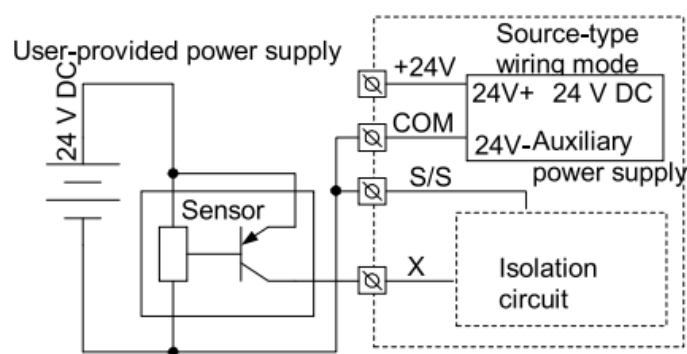 User-provided power supply
24 V DC
Sensor
Source-type
wiring mode
+24V
24V+ 24 V DC
COM
24V- Auxiliary
power supply
S/S
X
Isolation
circuit